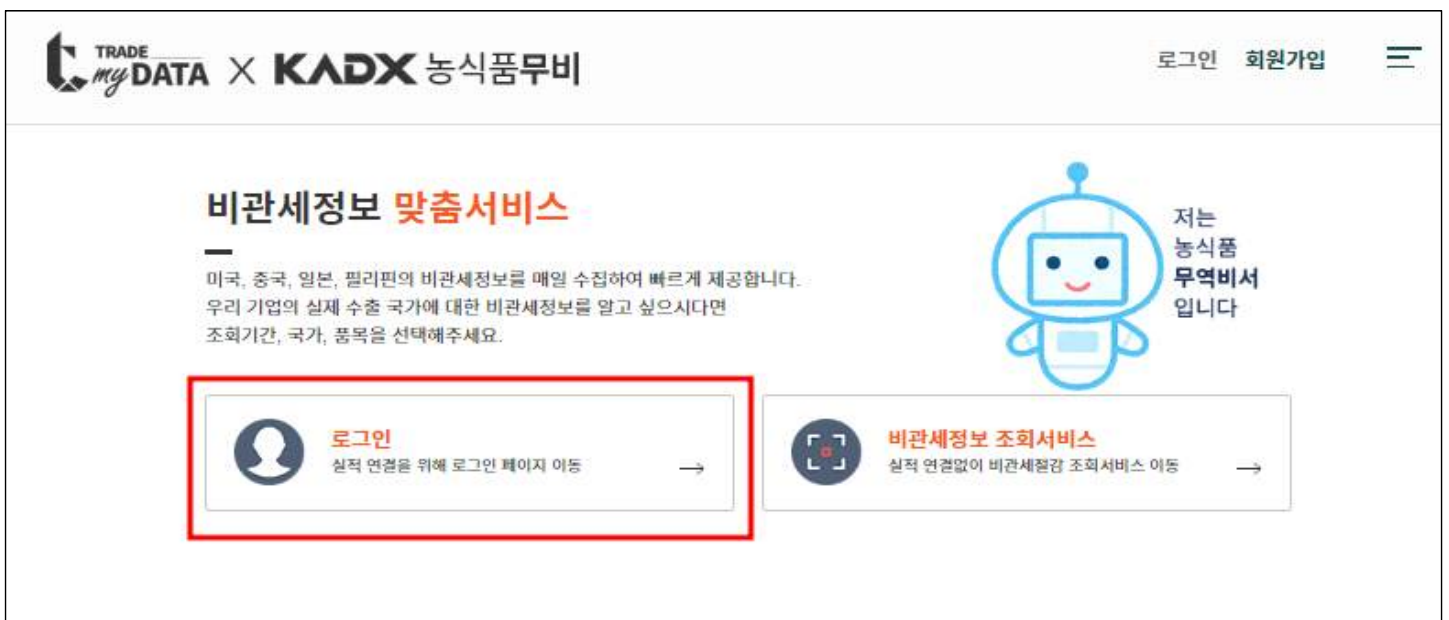 TRADE
my DATA × KADX 농식품무비
로그인 회원가입
비관세정보 맞춤서비스
미국, 중국, 일본, 필리핀의 비관세정보를 매일 수집하여 빠르게 제공합니다.
우리 기업의 실제 수출 국가에 대한 비관세정보를 알고 싶으시다면
조회기간, 국가, 품목을 선택해주세요.
저는
농식품
무역비서
입니다
로그인
실적 연결을 위해 로그인 페이지 이동 →
비관세정보 조회서비스
실적 연결없이 비관세절감 조회서비스 이동 →